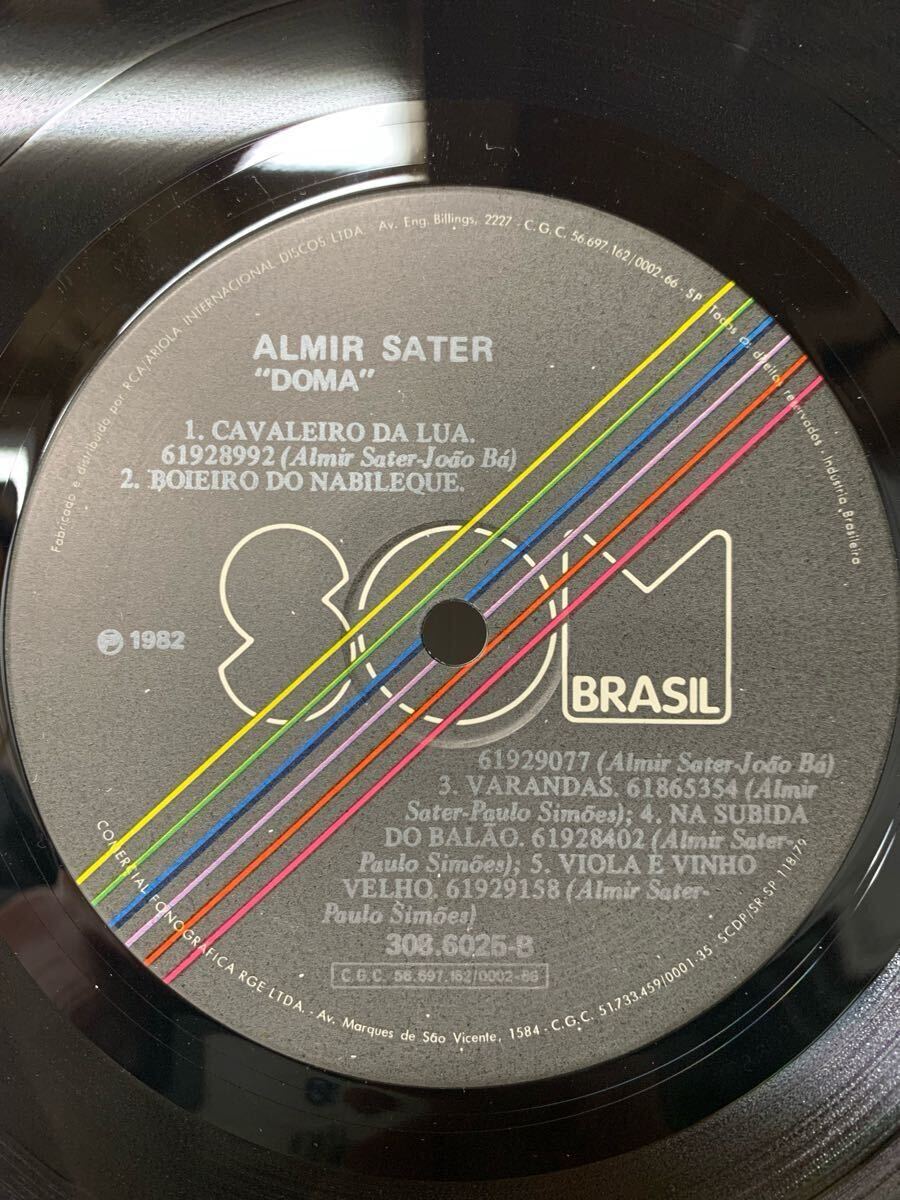 Fabricado e distribuido por RCA/ARIOLA INTERNACIONAL DISCOS LTDA. Av. Eng. Billings, 2227 - C.G.C. 56.697.162/0002-66 - SP Todos os direitos reservados - Industria Brasileira
ALMIR SATER
"DOMA"
1. CAVALEIRO DA LUA.
61928992 (Almir Sater-João Bá)
2. BOIEIRO DO NABILEQUE.
SOM
BRASIL
Ⓟ 1982
61929077 (Almir Sater-João Bá)
3. VARANDAS. 61865354 (Almir
Sater-Paulo Simões); 4. NA SUBIDA
DO BALÃO. 61928402 (Almir Sater-
Paulo Simões); 5. VIOLA E VINHO
VELHO. 61929158 (Almir Sater-
Paulo Simões)
308.6025-B
C.G.C. 56.697.162/0002-66
COMERCIAL FONOGRAFICA RGE LTDA. - Av. Marques de São Vicente, 1584 - C.G.C. 51.733.459/0001-35 SCDP/SR-SP 118/79